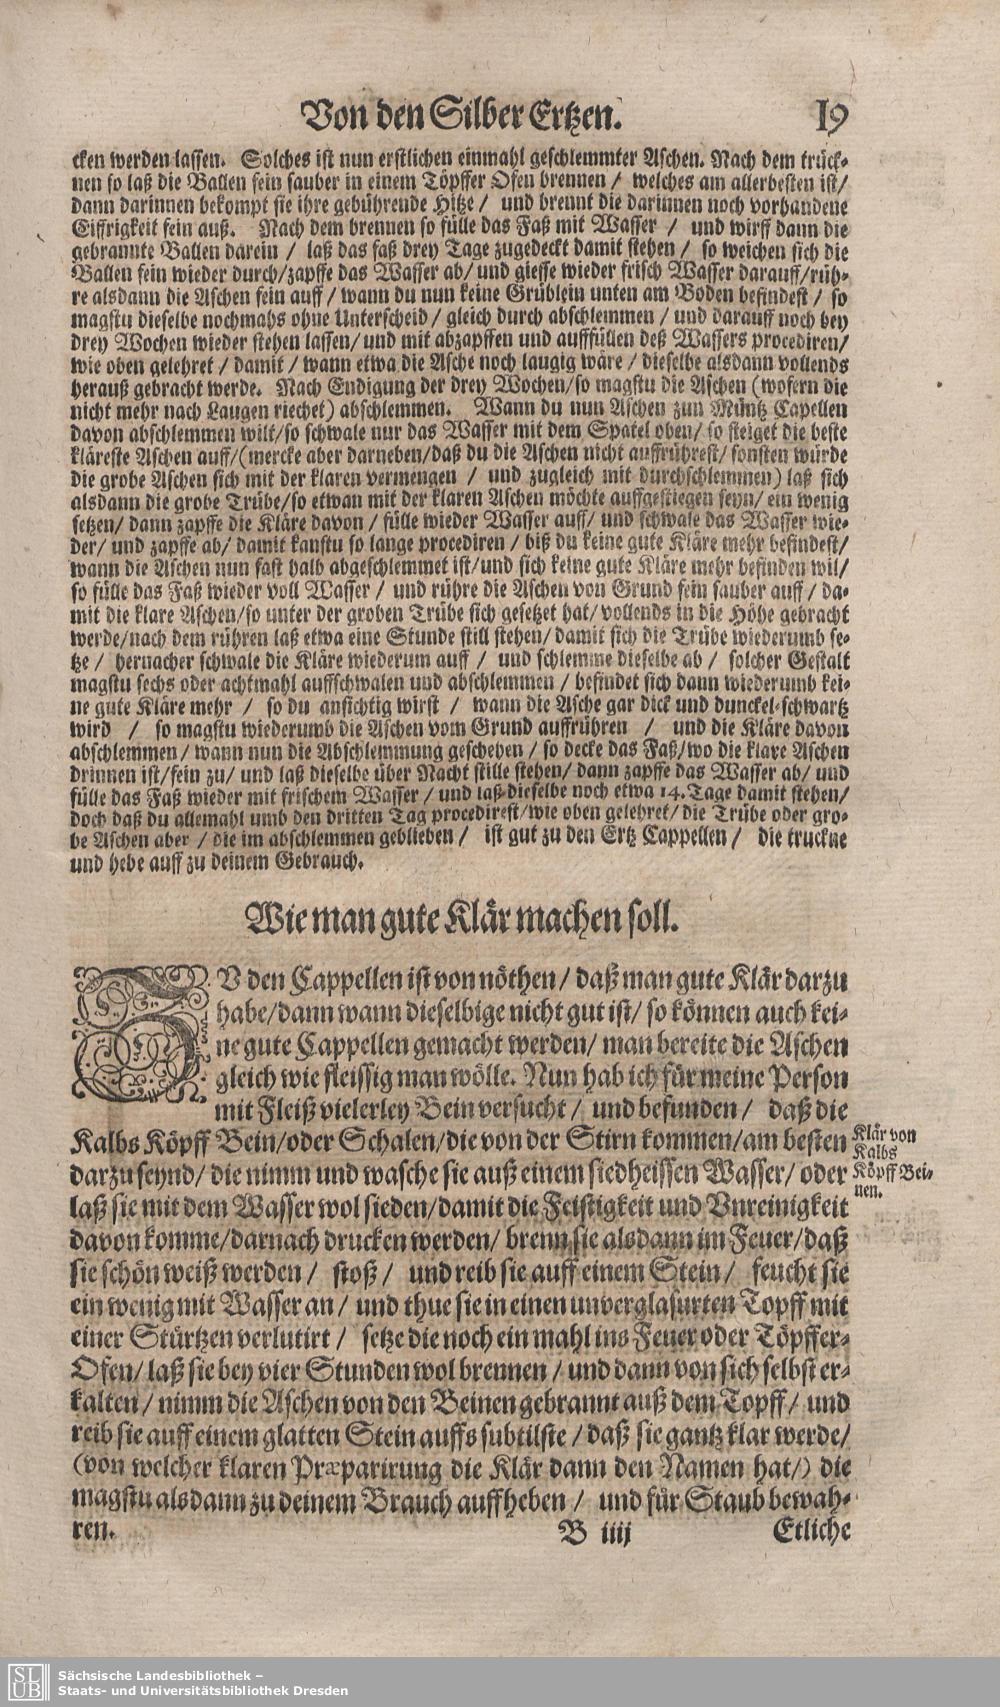 Von den Silber Ertzen. 19
cken werden lassen. Solches ist nun erstlichen einmahl geschlemmter Aschen. Nach dem trück-
nen so laß die Ballen fein sauber in einem Töpffer Ofen brennen / welches am allerbesten ist/
dann darinnen bekompt sie ihre gebührende Hitze / und brennt die darinnen noch vorhandene
Eiffrigkeit fein auß. Nach dem brennen so fülle das Faß mit Wasser / und wirff dann die
gebrannte Ballen darein / laß das faß drey Tage zugedeckt damit stehen / so weichen sich die
Ballen fein wieder durch/zapffe das Wasser ab/ und giesse wieder frisch Wasser darauff/rüh-
re alsdann die Aschen fein auff / wann du nun keine Grüblein unten am Boden befindest / so
magstu dieselbe nochmahs ohne Unterscheid / gleich durch abschlemmen / und darauff noch bey
drey Wochen wieder stehen lassen/ und mit abzapffen und auffüllen deß Wassers procediren/
wie oben gelehret / damit / wann etwa die Asche noch laugig wäre / dieselbe alsdann vollends
herauß gebracht werde. Nach Endigung der drey Wochen/so magstu die Aschen (wofern die
nicht mehr nach Laugen riechet) abschlemmen. Wann du nun Aschen zun Müntz Capellen
davon abschlemmen wilt/so schwale nur das Wasser mit dem Spatel oben/ so steiget die beste
kläreste Aschen auff/(mercke aber darneben/daß du die Aschen nicht auffrührest/ sonsten würde
die grobe Aschen sich mit der klaren vermengen / und zugleich mit durchschlemmen) laß sich
alsdann die grobe Trübe/so etwan mit der klaren Aschen möchte auffgestiegen seyn/ ein wenig
setzen/ dann zapffe die Kläre davon / fülle wieder Wasser auff/ und schwale das Wasser wie-
der/ und zapffe ab/ damit kanstu so lange procediren / biß du keine gute Kläre mehr befindest/
wann die Aschen nun fast halb abgeschlemmet ist/und sich keine gute Kläre mehr befinden wil/
so fülle das Faß wieder voll Wasser / und rühre die Aschen von Grund fein sauber auff / da-
mit die klare Aschen/so unter der groben Trübe sich gesetzet hat/ vollends in die Höhe gebracht
werde/nach dem rühren laß etwa eine Stunde still stehen/ damit sich die Trübe wiederumb se-
tze / hernacher schwale die Kläre wiederum auff / und schlemme dieselbe ab / solcher Gestalt
magstu sechs oder achtmahl auffschwalen und abschlemmen / befindet sich dann wiederumb kei-
ne gute Kläre mehr / so du ansichtig wirst / wann die Asche gar dick und dunckel-schwartz
wird / so magstu wiederumb die Aschen vom Grund auffrühren / und die Kläre davon
abschlemmen/ wann nun die Abschlemmung geschehen / so decke das Faß/wo die klare Aschen
drinnen ist/fein zu/ und laß dieselbe über Nacht stille stehen/ dann zapffe das Wasser ab/ und
fülle das Faß wieder mit frischem Wasser / und laß dieselbe noch etwa 14. Tage damit stehen/
doch daß du allemahl umb den dritten Tag procedirest/wie oben gelehret/ die Trübe oder gro-
be Aschen aber / die im abschlemmen geblieben / ist gut zu den Ertz Cappellen / die truckne
und hebe auff zu deinem Gebrauch.
Wie man gute Klär machen soll.
ZU den Cappellen ist von nöthen / daß man gute Klär darzu
habe/dann wann dieselbige nicht gut ist/ so können auch kei-
ne gute Cappellen gemacht werden/ man bereite die Aschen
gleich wie fleissig man wölle. Nun hab ich für meine Person
mit Fleiß vielerley Bein versucht / und befunden / daß die
Kalbs Köpff Bein/oder Schalen/die von der Stirn kommen/am besten
darzu seynd/ die nimm und wasche sie auß einem siedheissen Wasser/ oder
laß sie mit dem Wasser wol sieden/damit die Feistigkeit und Vnreinigkeit
davon komme/darnach drucken werden/ brenn sie alsdann im Feuer/daß
sie schön weiß werden / stoß / und reib sie auff einem Stein / feucht sie
ein wenig mit Wasser an / und thue sie in einen unverglasurten Topff mit
einer Stürtzen verlutirt / setze die noch ein mahl ins Feuer oder Töpffer-
Ofen/ laß sie bey vier Stunden wol brennen / und dann von sich selbst er-
kalten / nimm die Aschen von den Beinen gebrannt auß dem Topff / und
reib sie auff einem glatten Stein auffs subtilste / daß sie gantz klar werde/
(von welcher klaren Præparirung die Klär dann den Namen hat/) die
magstu alsdann zu deinem Brauch auffheben / und für Staub bewah-
ren. B iiij Etliche
Klär von
Kalbs
Köpff Bei-
nen.
SLUB
Sächsische Landesbibliothek –
Staats- und Universitätsbibliothek Dresden